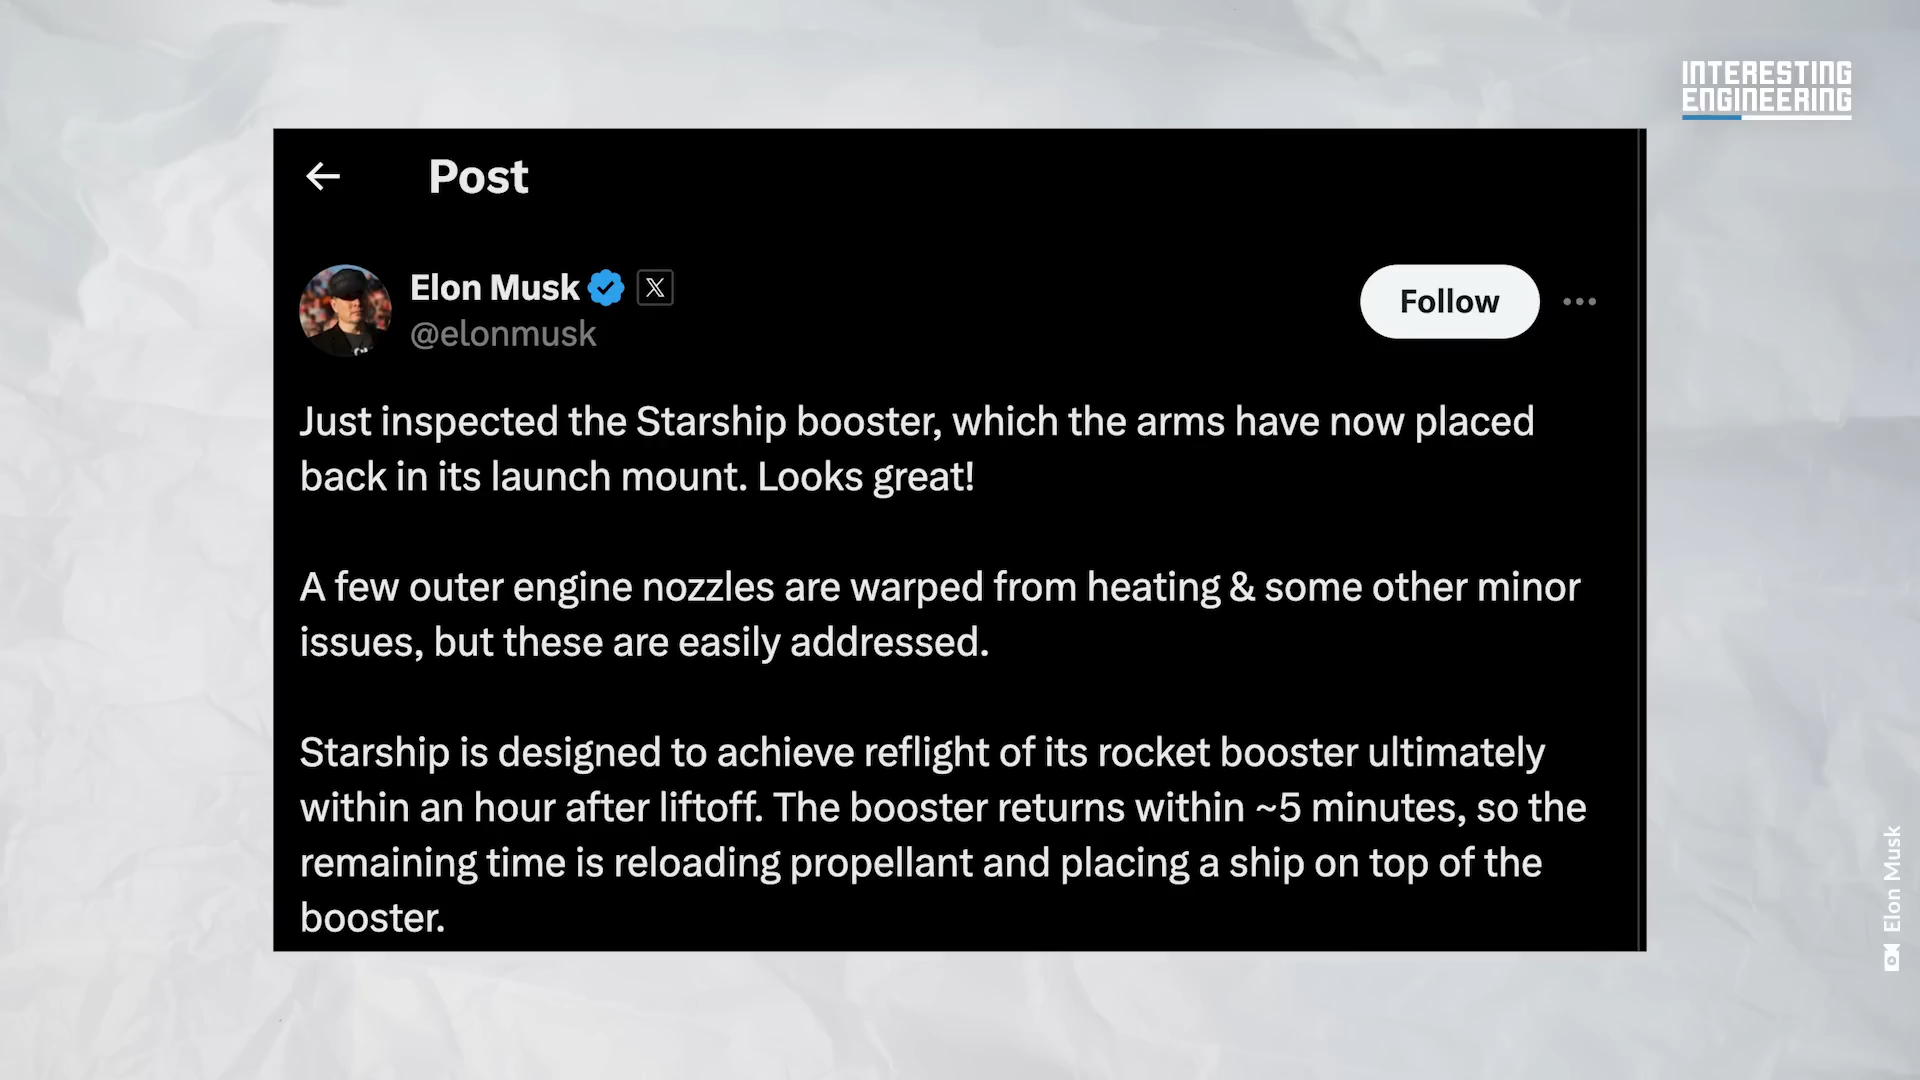 INTERESTING
ENGINEERING
Post
Elon Musk
@elonmusk
Follow
Just inspected the Starship booster, which the arms have now placed
back in its launch mount. Looks great!
A few outer engine nozzles are warped from heating & some other minor
issues, but these are easily addressed.
Starship is designed to achieve reflight of its rocket booster ultimately
within an hour after liftoff. The booster returns within ~5 minutes, so the
remaining time is reloading propellant and placing a ship on top of the
booster.
Elon Musk